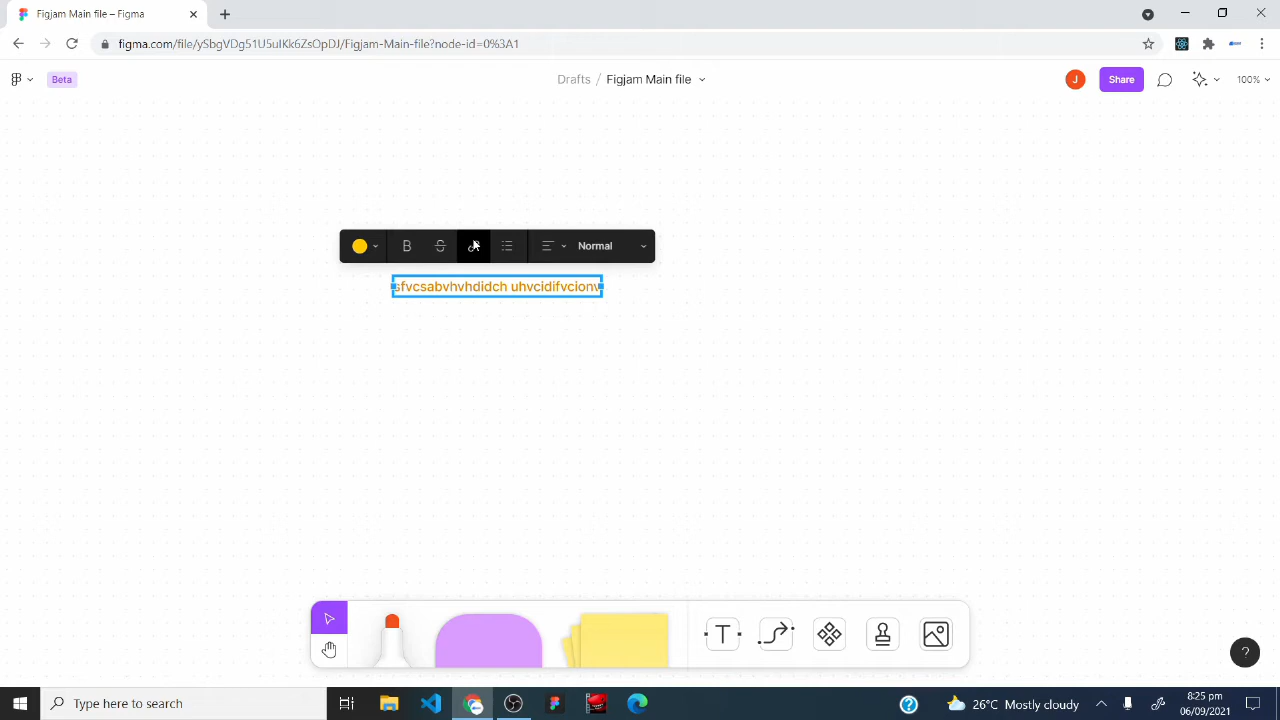 Figjam Main file – Figma
figma.com/file/ySbgVDg51U5uIKk6ZsOpDJ/Figjam-Main-file?node-id=0%3A1
Beta
Drafts / Figjam Main file
J
Share
100%
B
S
Normal
sfvcsabvhvhdidch uhvcidifvcionv
T
?
Type here to search
?
26°C Mostly cloudy
8:25 pm
06/09/2021